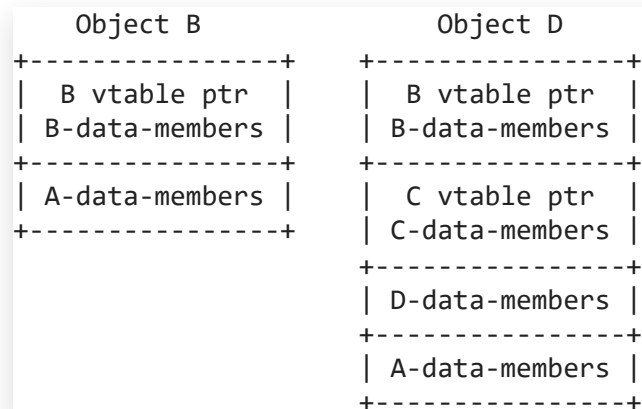 Object B              Object D
+----------------+    +----------------+
|  B vtable ptr  |    |  B vtable ptr  |
| B-data-members |    | B-data-members |
+----------------+    +----------------+
| A-data-members |    |  C vtable ptr  |
+----------------+    | C-data-members |
                      +----------------+
                      | D-data-members |
                      +----------------+
                      | A-data-members |
                      +----------------+